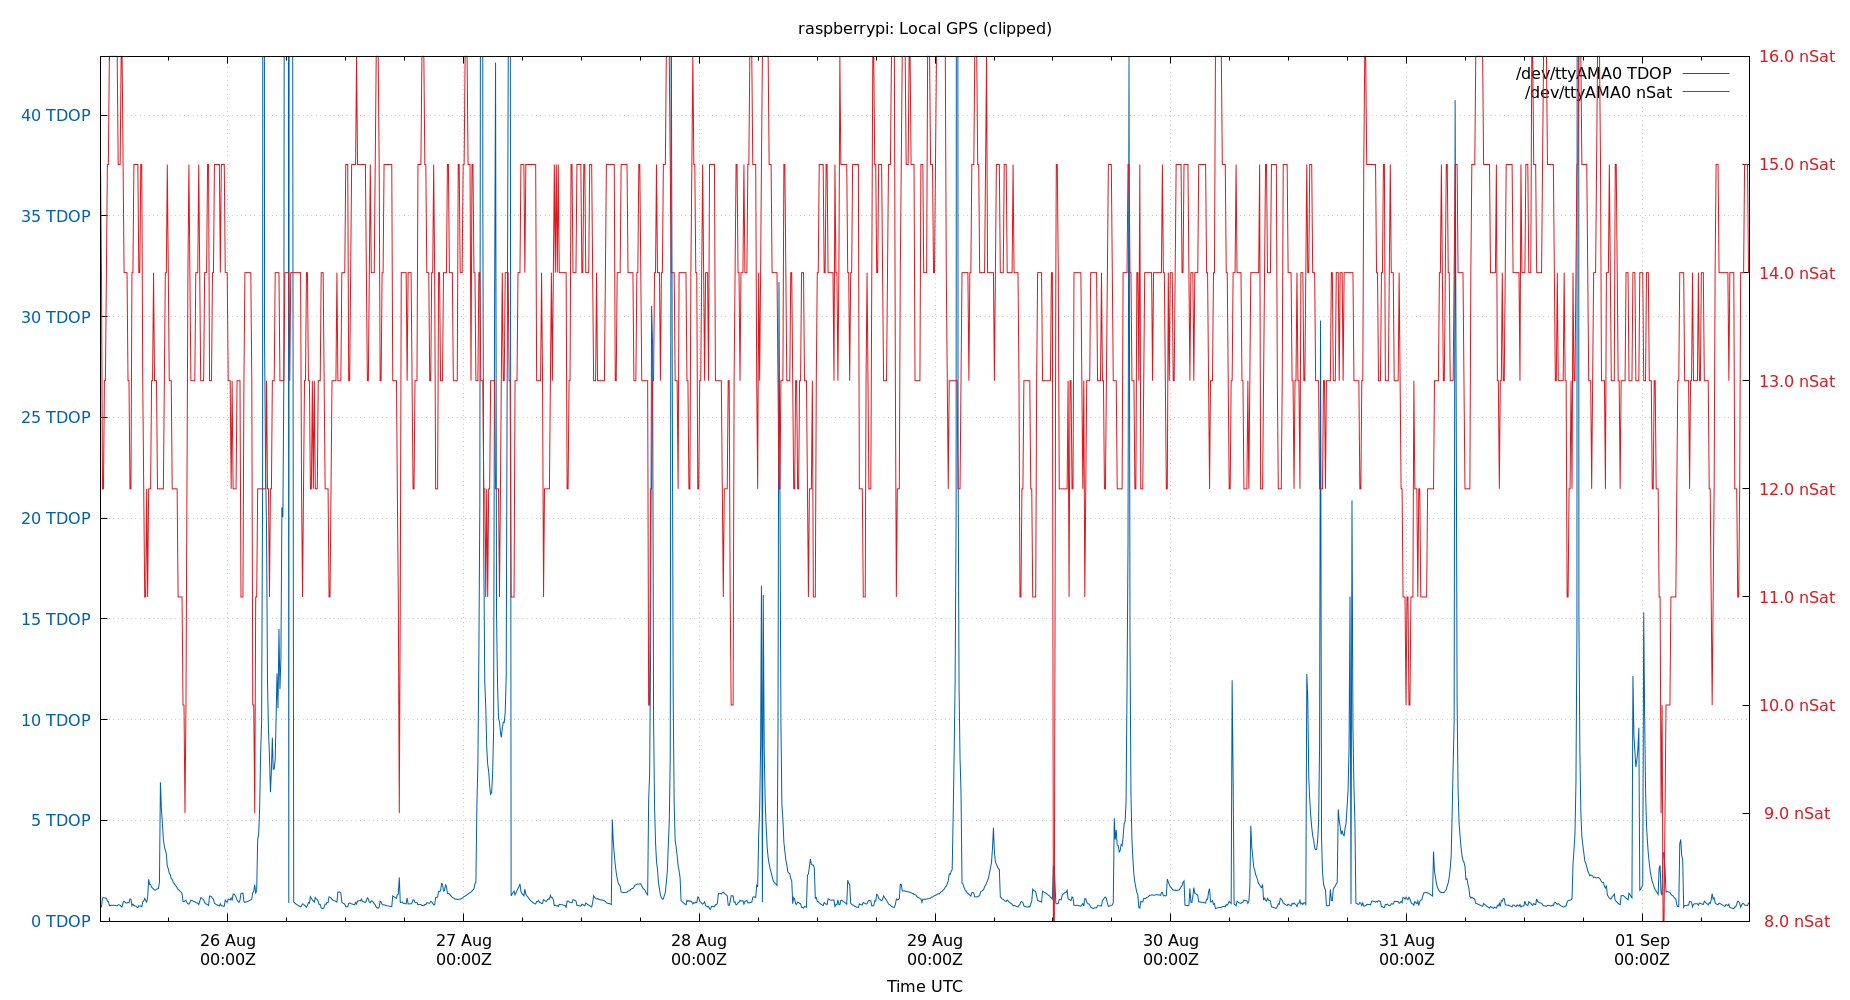 raspberrypi: Local GPS (clipped)
16.0 nSat
/dev/ttyAMA0 TDOP
/dev/ttyAMA0 nSat
40 TDOP
15.0 nSat
35 TDOP
14.0 nSat
30 TDOP
13.0 nSat
25 TDOP
12.0 nSat
20 TDOP
11.0 nSat
15 TDOP
10.0 nSat
10 TDOP
9.0 nSat
5 TDOP
0 TDOP
8.0 nSat
26 Aug
00:00Z
27 Aug
00:00Z
28 Aug
00:00Z
29 Aug
00:00Z
30 Aug
00:00Z
31 Aug
00:00Z
01 Sep
00:00Z
Time UTC